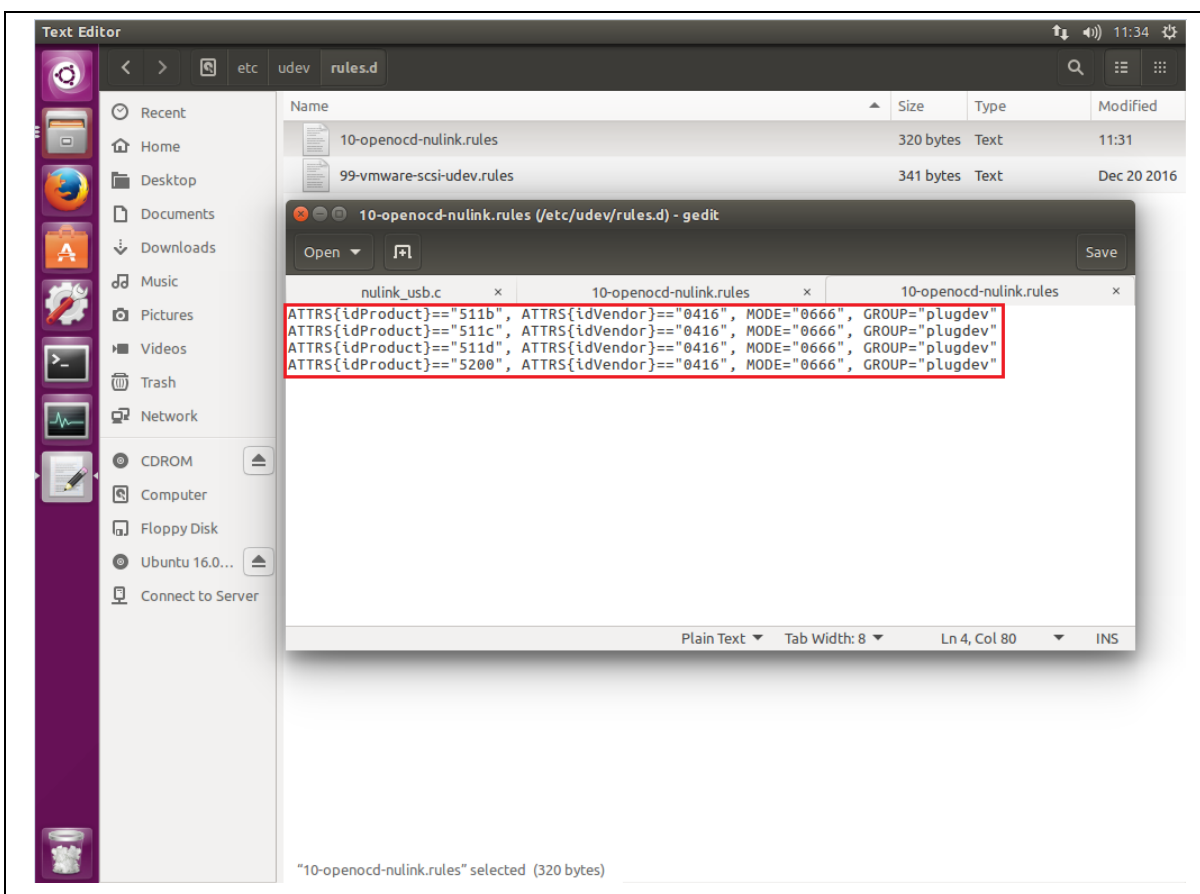 Text Editor
11:34
etc
udev
rules.d
Recent
Home
Desktop
Documents
Downloads
Music
Pictures
Videos
Trash
Network
CDROM
Computer
Floppy Disk
Ubuntu 16.0...
Connect to Server
Name Size Type Modified
10-openocd-nulink.rules 320 bytes Text 11:31
99-vmware-scsi-udev.rules 341 bytes Text Dec 20 2016
10-openocd-nulink.rules (/etc/udev/rules.d) - gedit
Open Save
nulink_usb.c × 10-openocd-nulink.rules × 10-openocd-nulink.rules ×
ATTRS{idProduct}=="511b", ATTRS{idVendor}=="0416", MODE="0666", GROUP="plugdev"
ATTRS{idProduct}=="511c", ATTRS{idVendor}=="0416", MODE="0666", GROUP="plugdev"
ATTRS{idProduct}=="511d", ATTRS{idVendor}=="0416", MODE="0666", GROUP="plugdev"
ATTRS{idProduct}=="5200", ATTRS{idVendor}=="0416", MODE="0666", GROUP="plugdev"
Plain Text Tab Width: 8 Ln 4, Col 80 INS
"10-openocd-nulink.rules" selected (320 bytes)